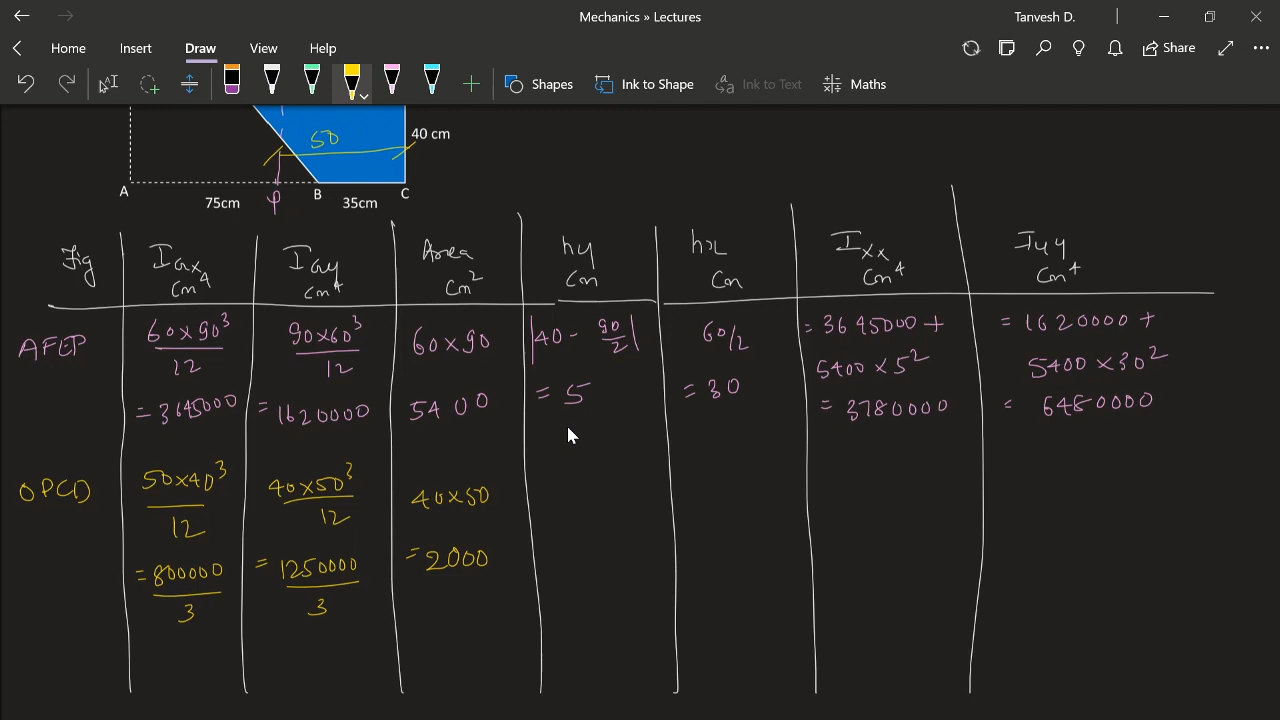 Mechanics » Lectures
Tanvesh D.
Home Insert Draw View Help
Share
Shapes Ink to Shape Ink to Text Maths
50
40 cm
A
P
B
C
75cm 35cm
Fig IGx cm4 IGy cm4 Area cm2 hy cm hx cm Ixx cm4 Iyy cm4
AFEP 60×90³/12 90×60³/12 60×90 |40 - 90/2| 60/2 = 3645000 + = 1620000 +
5400 × 5² 5400 × 30²
= 3645000 = 1620000 5400 = 5 = 30 = 3780000 = 6480000
OPCD 50×40³/12 40×50³/12 40×50
= 800000/3 = 1250000/3 = 2000